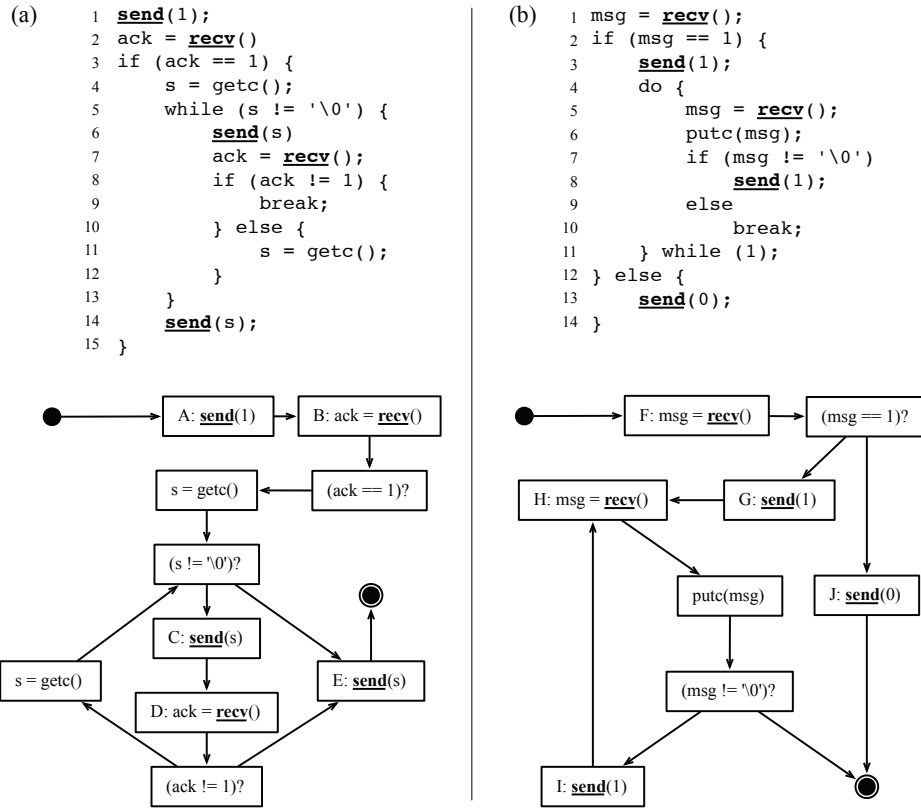 (a)
1 send(1);
2 ack = recv()
3 if (ack == 1) {
4 s = getc();
5 while (s != '\0') {
6 send(s)
7 ack = recv();
8 if (ack != 1) {
9 break;
10 } else {
11 s = getc();
12 }
13 }
14 send(s);
15 }
A: send(1)
B: ack = recv()
s = getc()
(ack == 1)?
(s != '\0')?
C: send(s)
s = getc()
E: send(s)
D: ack = recv()
(ack != 1)?
(b)
1 msg = recv();
2 if (msg == 1) {
3 send(1);
4 do {
5 msg = recv();
6 putc(msg);
7 if (msg != '\0')
8 send(1);
9 else
10 break;
11 } while (1);
12 } else {
13 send(0);
14 }
F: msg = recv()
(msg == 1)?
H: msg = recv()
G: send(1)
putc(msg)
J: send(0)
(msg != '\0')?
I: send(1)